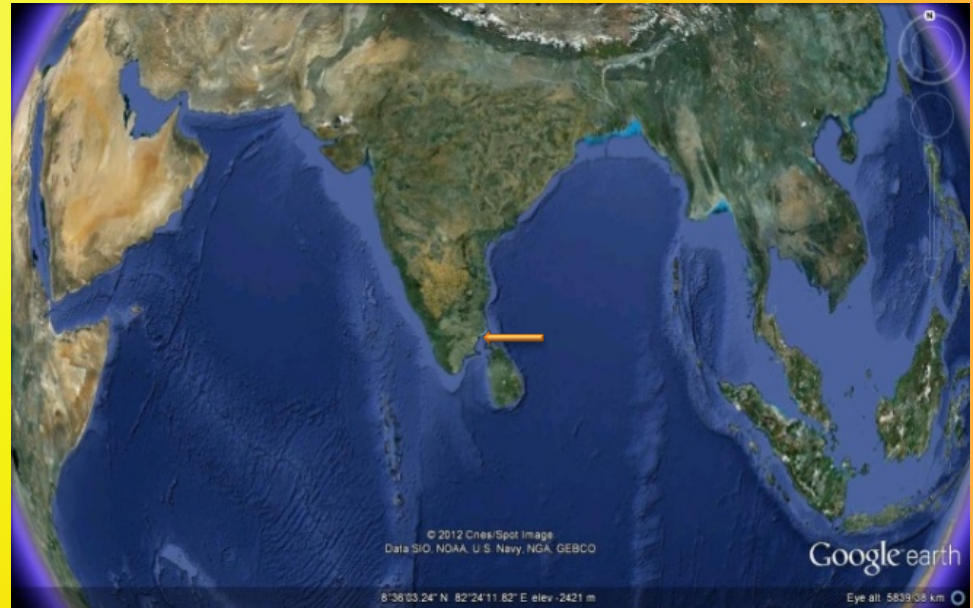 N
© 2012 Cnes/Spot Image
Data SIO, NOAA, U.S. Navy, NGA, GEBCO
Google earth
8°36'03.24" N 82°24'11.82" E elev -2421 m
Eye alt 5839.08 km